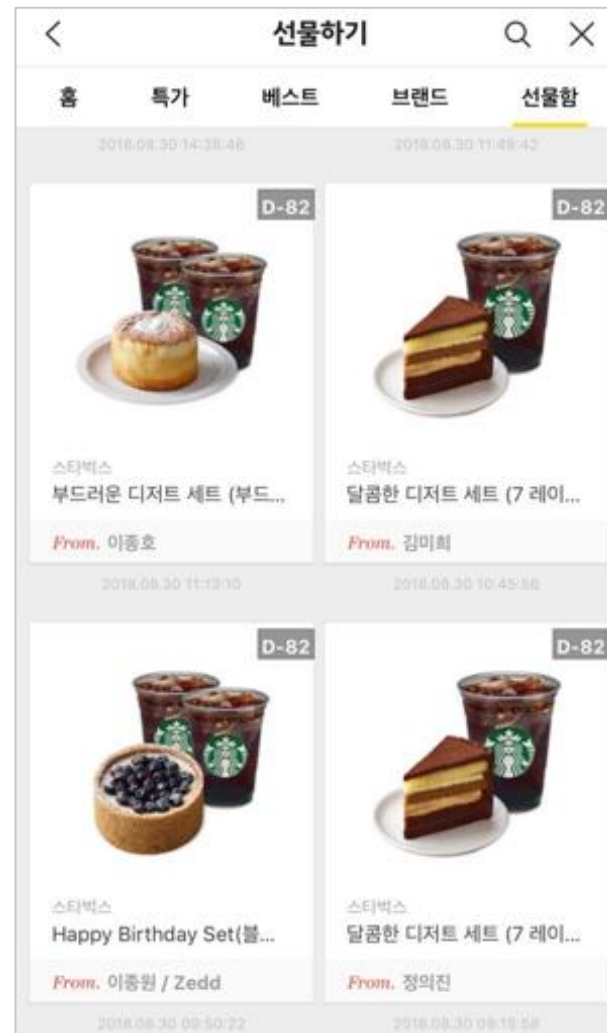 선물하기
홈 특가 베스트 브랜드 선물함
2018.08.30 14:38:46 2018.08.30 11:49:42
D-82 D-82
스타벅스 스타벅스
부드러운 디저트 세트 (부드... 달콤한 디저트 세트 (7 레이...
From. 이종호 From. 김미희
2018.08.30 11:13:10 2018.08.30 10:45:56
D-82 D-82
스타벅스 스타벅스
Happy Birthday Set(블... 달콤한 디저트 세트 (7 레이...
From. 이종원 / Zedd From. 정의진
2018.08.30 09:50:22 2018.08.30 09:15:58